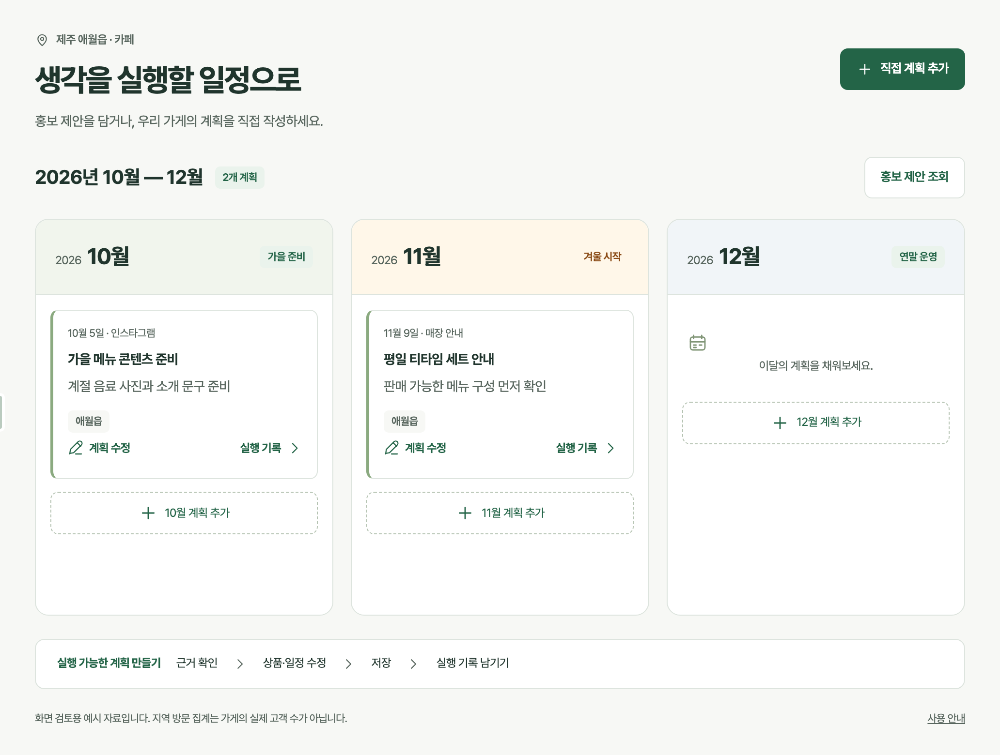 제주 애월읍 · 카페
생각을 실행할 일정으로
홍보 제안을 담거나, 우리 가게의 계획을 직접 작성하세요.
직접 계획 추가
2026년 10월 — 12월
2개 계획
홍보 제안 조회
2026 10월
가을 준비
10월 5일 · 인스타그램
가을 메뉴 콘텐츠 준비
계절 음료 사진과 소개 문구 준비
애월읍
계획 수정
실행 기록
10월 계획 추가
2026 11월
겨울 시작
11월 9일 · 매장 안내
평일 티타임 세트 안내
판매 가능한 메뉴 구성 먼저 확인
애월읍
계획 수정
실행 기록
11월 계획 추가
2026 12월
연말 운영
이달의 계획을 채워보세요.
12월 계획 추가
실행 가능한 계획 만들기 근거 확인 상품·일정 수정 저장 실행 기록 남기기
화면 검토용 예시 자료입니다. 지역 방문 집계는 가게의 실제 고객 수가 아닙니다.
사용 안내